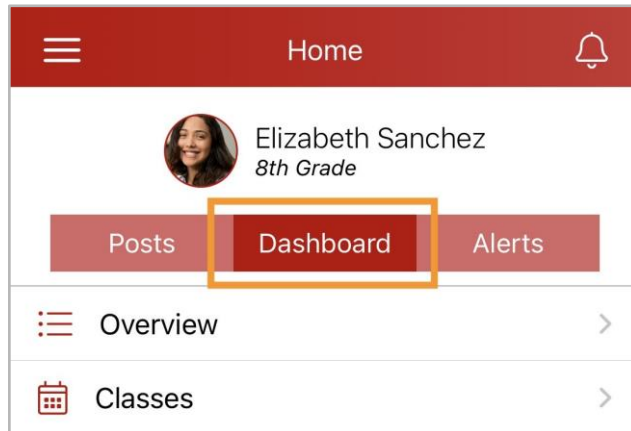 Home
Elizabeth Sanchez
8th Grade
Posts Dashboard Alerts
Overview
Classes